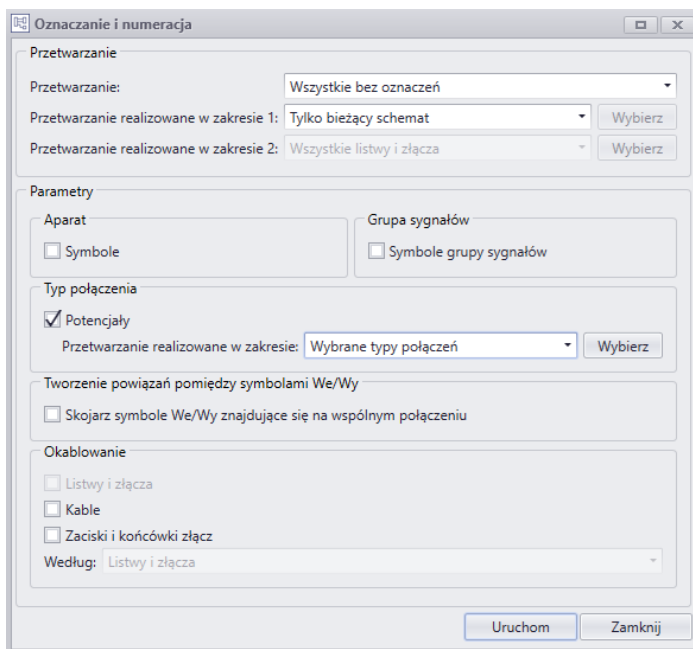 Oznaczanie i numeracja
Przetwarzanie
Przetwarzanie: Wszystkie bez oznaczeń
Przetwarzanie realizowane w zakresie 1: Tylko bieżący schemat Wybierz
Przetwarzanie realizowane w zakresie 2: Wszystkie listwy i złącza Wybierz
Parametry
Aparat
Symbole
Grupa sygnałów
Symbole grupy sygnałów
Typ połączenia
Potencjały
Przetwarzanie realizowane w zakresie: Wybrane typy połączeń Wybierz
Tworzenie powiązań pomiędzy symbolami We/Wy
Skojarz symbole We/Wy znajdujące się na wspólnym połączeniu
Okablowanie
Listwy i złącza
Kable
Zaciski i końcówki złącz
Według: Listwy i złącza
Uruchom Zamknij